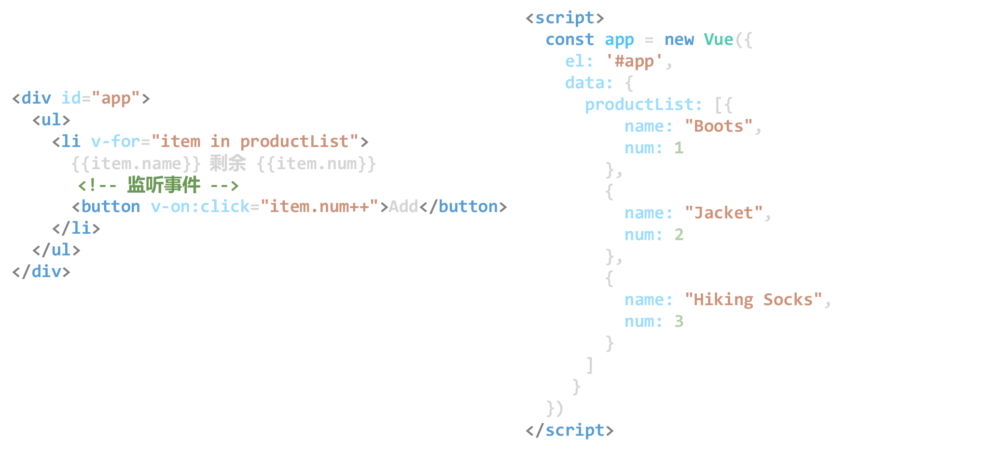 <div id="app">
<ul>
<li v-for="item in productList">
{{item.name}} 剩余 {{item.num}}
<!-- 监听事件 -->
<button v-on:click="item.num++">Add</button>
</li>
</ul>
</div>
<script>
const app = new Vue({
el: '#app',
data: {
productList: [{
name: "Boots",
num: 1
},
{
name: "Jacket",
num: 2
},
{
name: "Hiking Socks",
num: 3
}
]
}
})
</script>